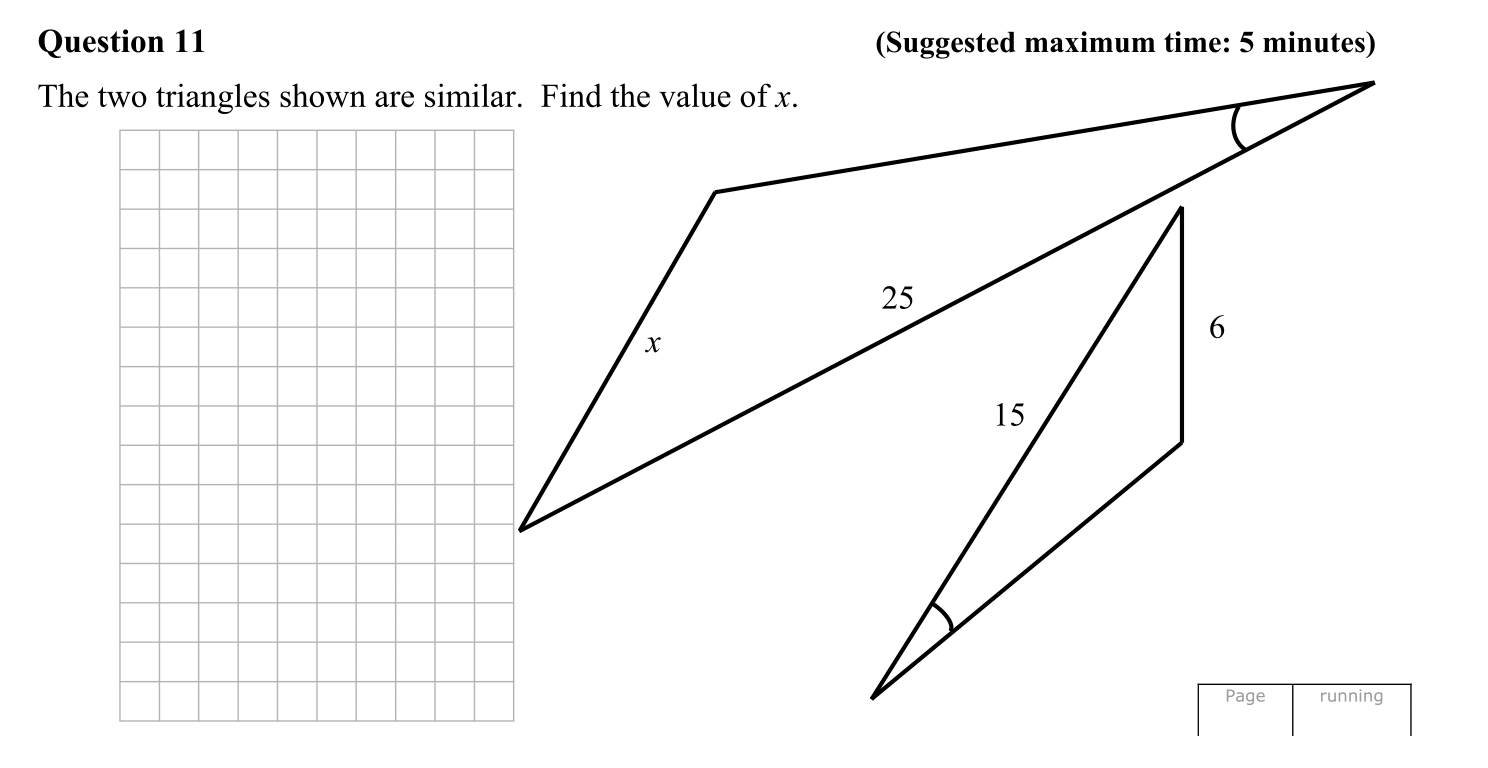 Question 11
(Suggested maximum time: 5 minutes)
The two triangles shown are similar. Find the value of x.
25
6
x
15
Page
running